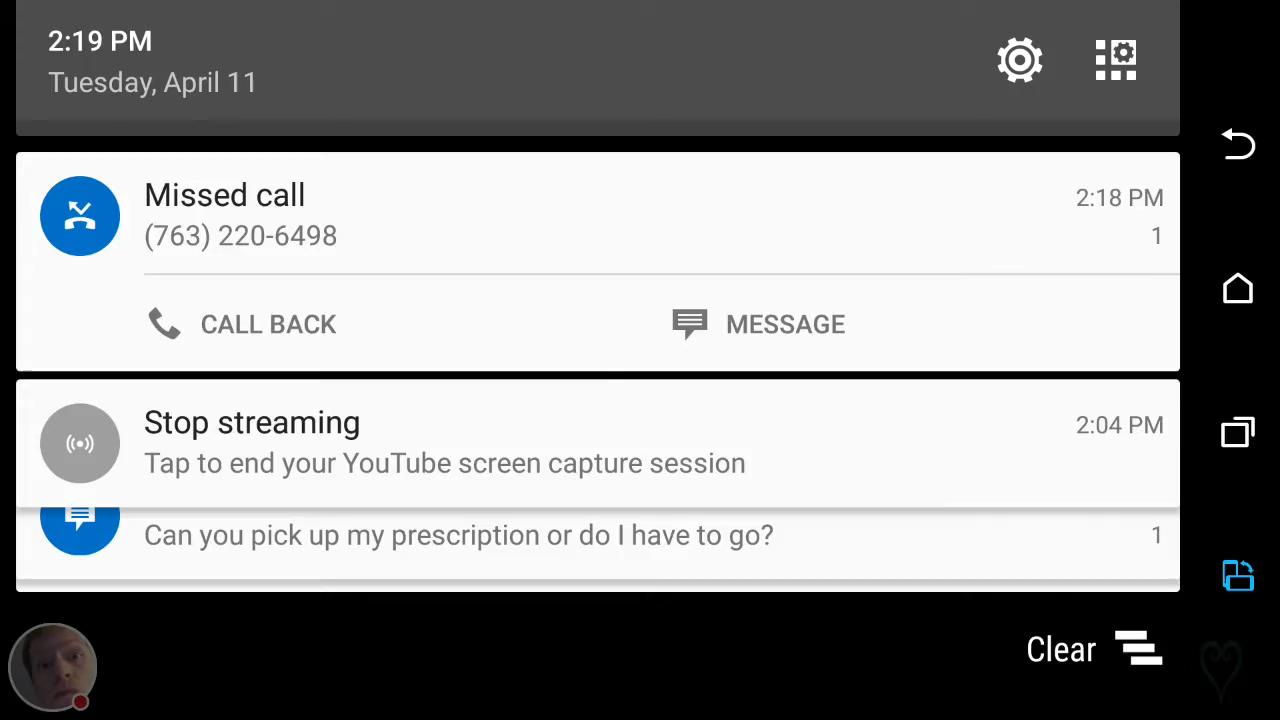 2:19 PM
Tuesday, April 11
Missed call
2:18 PM
(763) 220-6498
1
CALL BACK
MESSAGE
Stop streaming
2:04 PM
Tap to end your YouTube screen capture session
Can you pick up my prescription or do I have to go?
1
Clear